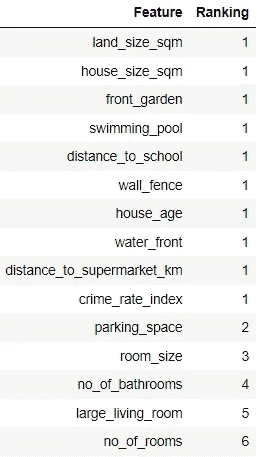 Feature Ranking
land_size_sqm 1
house_size_sqm 1
front_garden 1
swimming_pool 1
distance_to_school 1
wall_fence 1
house_age 1
water_front 1
distance_to_supermarket_km 1
crime_rate_index 1
parking_space 2
room_size 3
no_of_bathrooms 4
large_living_room 5
no_of_rooms 6